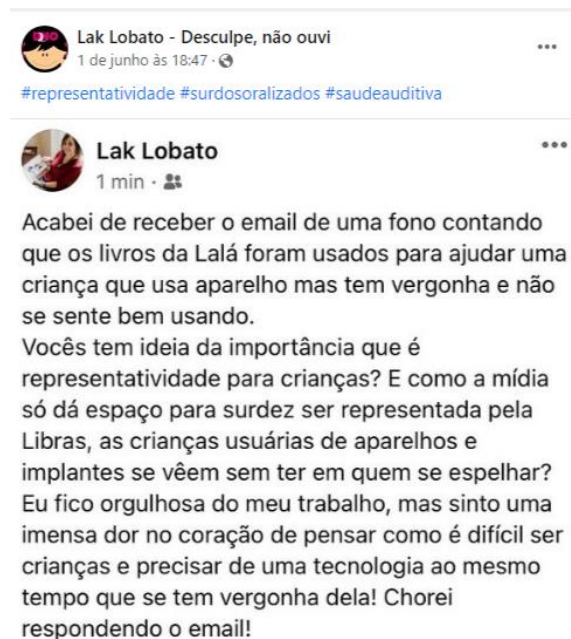 Lak Lobato - Desculpe, não ouvi
1 de junho às 18:47 ·
#representatividade #surdosoralizados #saudeauditiva
Lak Lobato
1 min ·
Acabei de receber o email de uma fono contando
que os livros da Lalá foram usados para ajudar uma
criança que usa aparelho mas tem vergonha e não
se sente bem usando.
Vocês tem ideia da importância que é
representatividade para crianças? E como a mídia
só dá espaço para surdez ser representada pela
Libras, as crianças usuárias de aparelhos e
implantes se vêem sem ter em quem se espelhar?
Eu fico orgulhosa do meu trabalho, mas sinto uma
imensa dor no coração de pensar como é difícil ser
crianças e precisar de uma tecnologia ao mesmo
tempo que se tem vergonha dela! Chorei
respondendo o email!